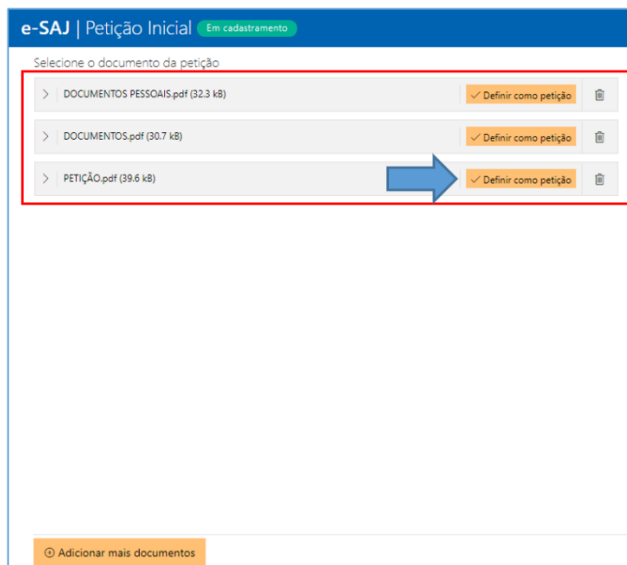 e-SAJ | Petição Inicial Em cadastramento
Selecione o documento da petição
DOCUMENTOS PESSOAIS.pdf (32.3 kB) Definir como petição
DOCUMENTOS.pdf (30.7 kB) Definir como petição
PETIÇÃO.pdf (39.6 kB) Definir como petição
Adicionar mais documentos